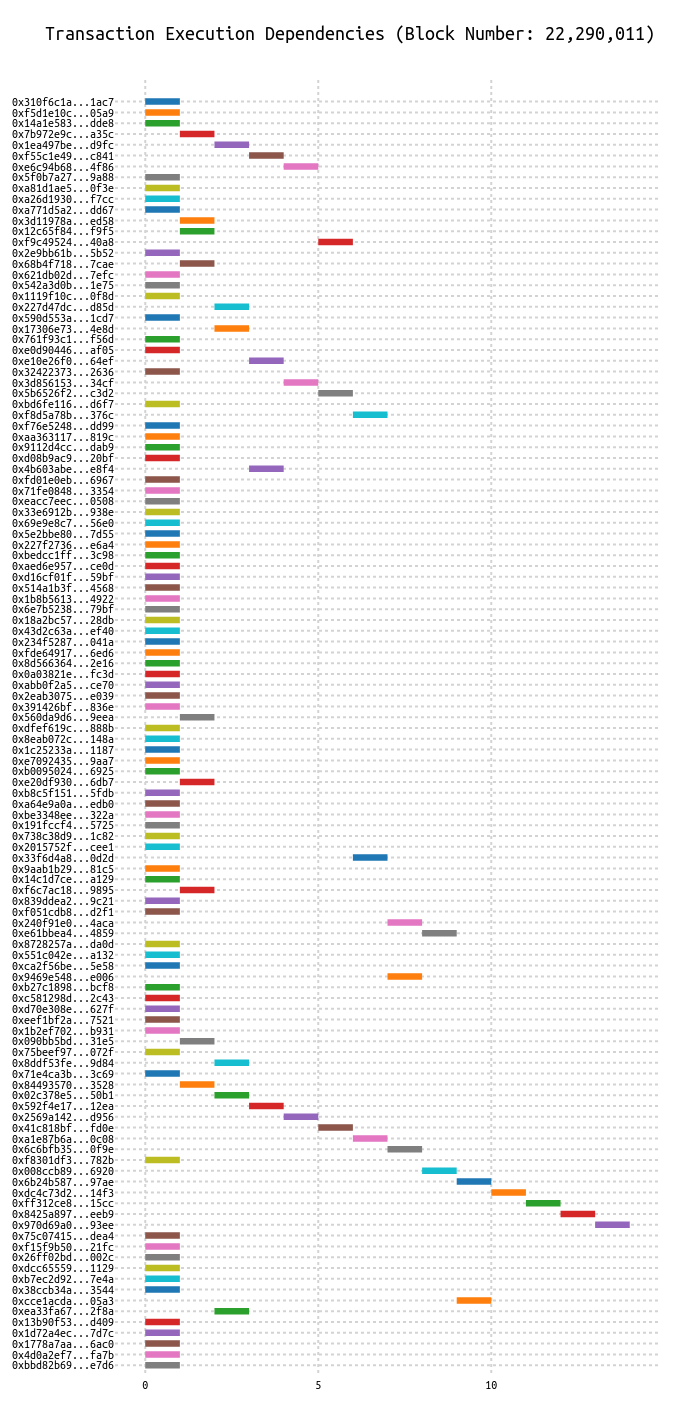 Transaction Execution Dependencies (Block Number: 22,290,011)
0x310f6c1a...1ac7
0xf5d1e10c...05a9
0x14a1e583...dde8
0x7b972e9c...a35c
0x1ea497be...d9fc
0xf55c1e49...c841
0xe6c94b68...4f86
0x5f0b7a27...9a88
0xa81d1ae5...0f3e
0xa26d1930...f7cc
0xa771d5a2...dd67
0x3d11978a...ed58
0x12c65f84...f9f5
0xf9c49524...40a8
0x2e9bb61b...5b52
0x68b4f718...7cae
0x621db02d...7efc
0x542a3d0b...1e75
0x1119f10c...0f8d
0x227d47dc...d85d
0x590d553a...1cd7
0x17306e73...4e8d
0x761f93c1...f56d
0xe0d90446...af05
0xe10e26f0...64ef
0x32422373...2636
0x3d856153...34cf
0x5b6526f2...c3d2
0xbd6fe116...d6f7
0xf8d5a78b...376c
0xf76e5248...dd99
0xaa363117...819c
0x9112d4cc...dab9
0xd08b9ac9...20bf
0x4b603abe...e8f4
0xfd01e0eb...6967
0x71fe0848...3354
0xeacc7eec...0508
0x33e6912b...938e
0x69e9e8c7...56e0
0x5e2bbe80...7d55
0x227f2736...e6a4
0xbedcc1ff...3c98
0xaed6e957...ce0d
0xd16cf01f...59bf
0x514a1b3f...4568
0x1b8b5613...4922
0x6e7b5238...79bf
0x18a2bc57...28db
0x43d2c63a...ef40
0x234f5287...041a
0xfde64917...6ed6
0x8d566364...2e16
0x0a03821e...fc3d
0xabb0f2a5...ce70
0x2eab3075...e039
0x391426bf...836e
0x560da9d6...9eea
0xdfef619c...888b
0x8eab072c...148a
0x1c25233a...1187
0xe7092435...9aa7
0xb0095024...6925
0xe20df930...6db7
0xb8c5f151...5fdb
0xa64e9a0a...edb0
0xbe3348ee...322a
0x191fccf4...5725
0x738c38d9...1c82
0x2015752f...cee1
0x33f6d4a8...0d2d
0x9aab1b29...81c5
0x14c1d7ce...a129
0xf6c7ac18...9895
0x839ddea2...9c21
0xf051cdb8...d2f1
0x240f91e0...4aca
0xe61bbea4...4859
0x8728257a...da0d
0x551c042e...a132
0xca2f56be...5e58
0x9469e548...e006
0xb27c1898...bcf8
0xc581298d...2c43
0xd70e308e...627f
0xeef1bf2a...7521
0x1b2ef702...b931
0x090bb5bd...31e5
0x75beef97...072f
0x8ddf53fe...9d84
0x71e4ca3b...3c69
0x84493570...3528
0x02c378e5...50b1
0x592f4e17...12ea
0x2569a142...d956
0x41c818bf...fd0e
0xa1e87b6a...0c08
0x6c6bfb35...0f9e
0xf8301df3...782b
0x008ccb89...6920
0x6b24b587...97ae
0xdc4c73d2...14f3
0xff312ce8...15cc
0x8425a897...eeb9
0x970d69a0...93ee
0x75c07415...dea4
0xf15f9b50...21fc
0x26ff02bd...002c
0xdcc65559...1129
0xb7ec2d92...7e4a
0x38ccb34a...3544
0xcce1acda...05a3
0xea33fa67...2f8a
0x13b90f53...d409
0x1d72a4ec...7d7c
0x1778a7aa...6ac0
0x4d0a2ef7...fa7b
0xbbd82b69...e7d6
0 5 10